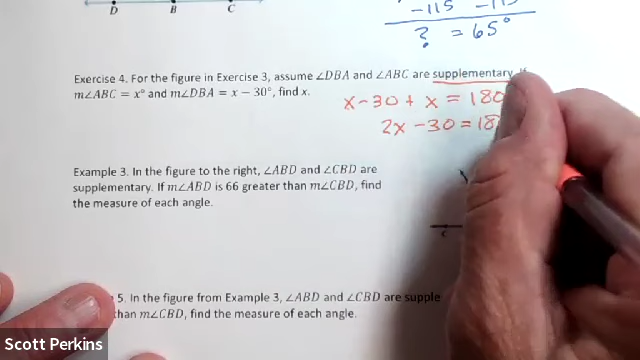 D B C
-115 -115
? = 65°
Exercise 4. For the figure in Exercise 3, assume ∠DBA and ∠ABC are supplementary. If
m∠ABC = x° and m∠DBA = x − 30°, find x.
x-30 + x = 180
2x -30 = 18
Example 3. In the figure to the right, ∠ABD and ∠CBD are
supplementary. If m∠ABD is 66 greater than m∠CBD, find
the measure of each angle.
C
5. In the figure from Example 3, ∠ABD and ∠CBD are supple
than m∠CBD, find the measure of each angle.
Scott Perkins